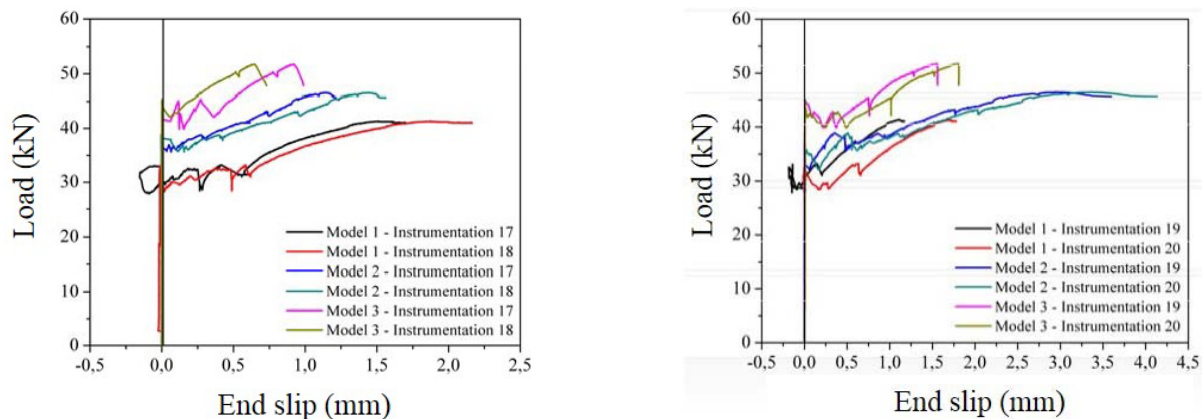 60
50
40
30
20
10
0
Load (kN)
Model 1 - Instrumentation 17
Model 1 - Instrumentation 18
Model 2 - Instrumentation 17
Model 2 - Instrumentation 18
Model 3 - Instrumentation 17
Model 3 - Instrumentation 18
-0,5 0,0 0,5 1,0 1,5 2,0 2,5
End slip (mm)
60
50
40
30
20
10
0
Load (kN)
Model 1 - Instrumentation 19
Model 1 - Instrumentation 20
Model 2 - Instrumentation 19
Model 2 - Instrumentation 20
Model 3 - Instrumentation 19
Model 3 - Instrumentation 20
-0,5 0,0 0,5 1,0 1,5 2,0 2,5 3,0 3,5 4,0 4,5
End slip (mm)